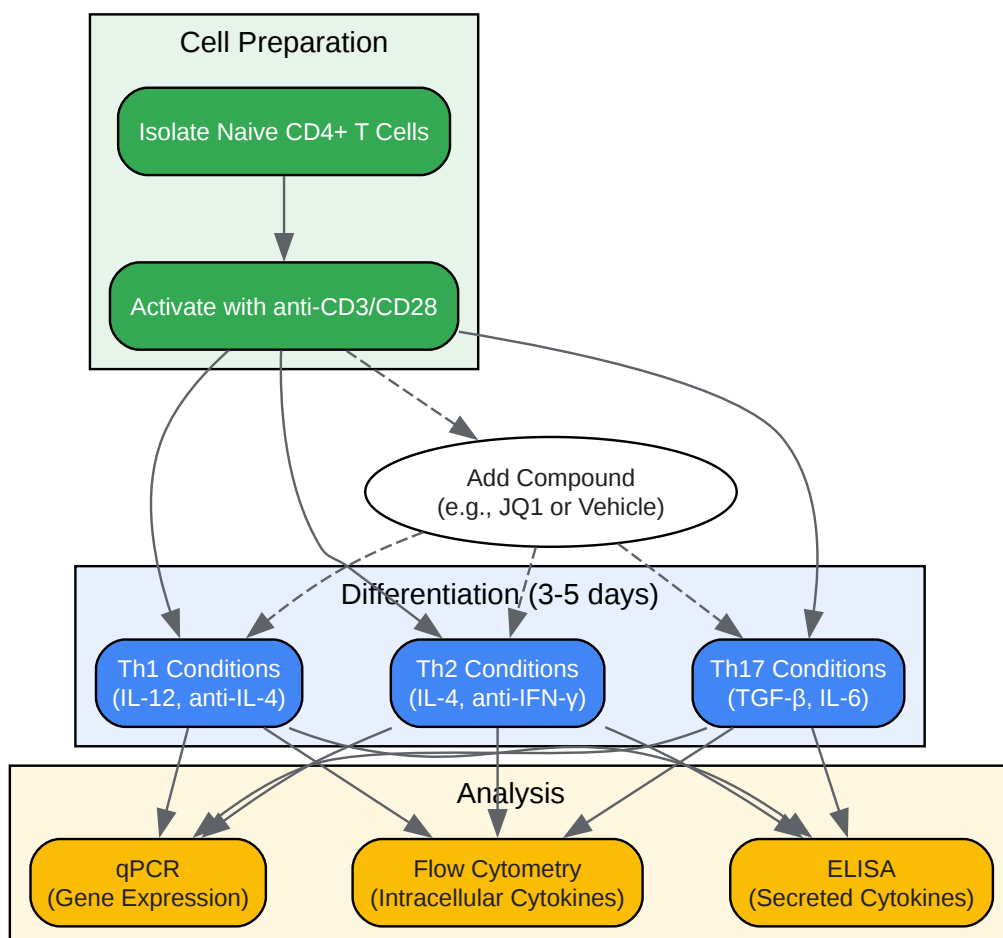 Cell Preparation
Isolate Naive CD4+ T Cells
Activate with anti-CD3/CD28
Add Compound
(e.g., JQ1 or Vehicle)
Differentiation (3-5 days)
Th1 Conditions
(IL-12, anti-IL-4)
Th2 Conditions
(IL-4, anti-IFN-γ)
Th17 Conditions
(TGF-β, IL-6)
Analysis
qPCR
(Gene Expression)
Flow Cytometry
(Intracellular Cytokines)
ELISA
(Secreted Cytokines)